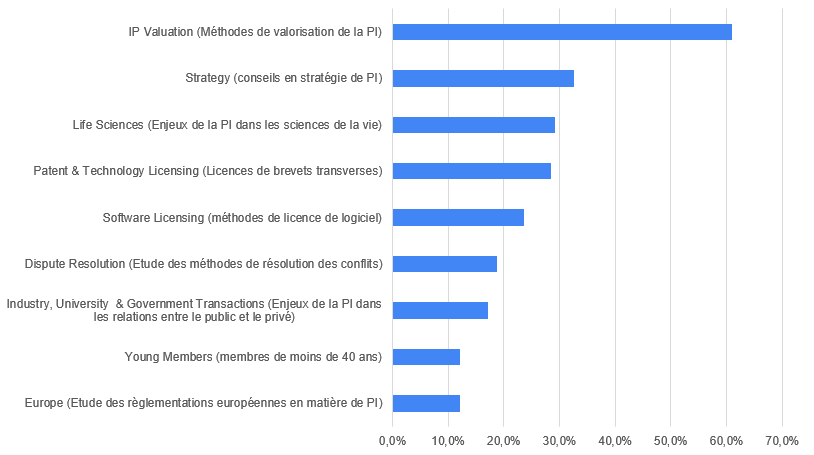 IP Valuation (Méthodes de valorisation de la PI)
Strategy (conseils en stratégie de PI)
Life Sciences (Enjeux de la PI dans les sciences de la vie)
Patent & Technology Licensing (Licences de brevets transverses)
Software Licensing (méthodes de licence de logiciel)
Dispute Resolution (Etude des méthodes de résolution des conflits)
Industry, University & Government Transactions (Enjeux de la PI dans
les relations entre le public et le privé)
Young Members (membres de moins de 40 ans)
Europe (Etude des règlementations européennes en matière de PI)
0,0% 10,0% 20,0% 30,0% 40,0% 50,0% 60,0% 70,0%